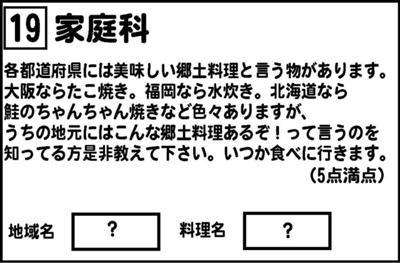 19 家庭科
各都道府県には美味しい郷土料理と言う物があります。
大阪ならたこ焼き。福岡なら水炊き。北海道なら
鮭のちゃんちゃん焼きなど色々ありますが、
うちの地元にはこんな郷土料理あるぞ！って言うのを
知ってる方是非教えて下さい。いつか食べに行きます。
（5点満点）
地域名 ？ 料理名 ？